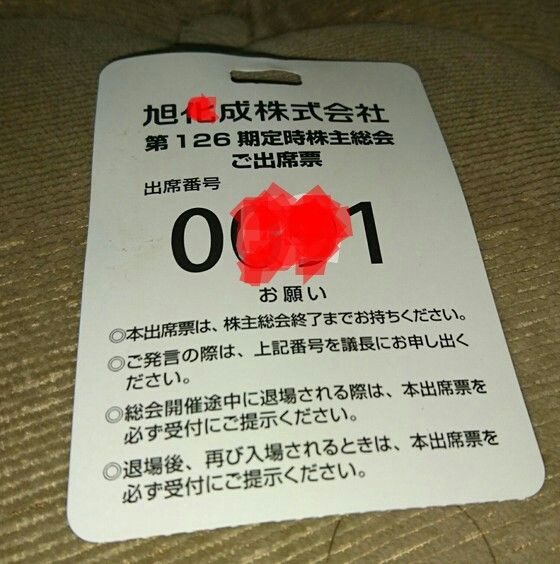 旭化成株式会社
第126期定時株主総会
ご出席票
出席番号
0 1
お願い
◎本出席票は、株主総会終了までお持ちください。
◎ご発言の際は、上記番号を議長にお申し出く
ださい。
◎総会開催途中に退場される際は、本出席票を
必ず受付にご提示ください。
◎退場後、再び入場されるときは、本出席票を
必ず受付にご提示ください。